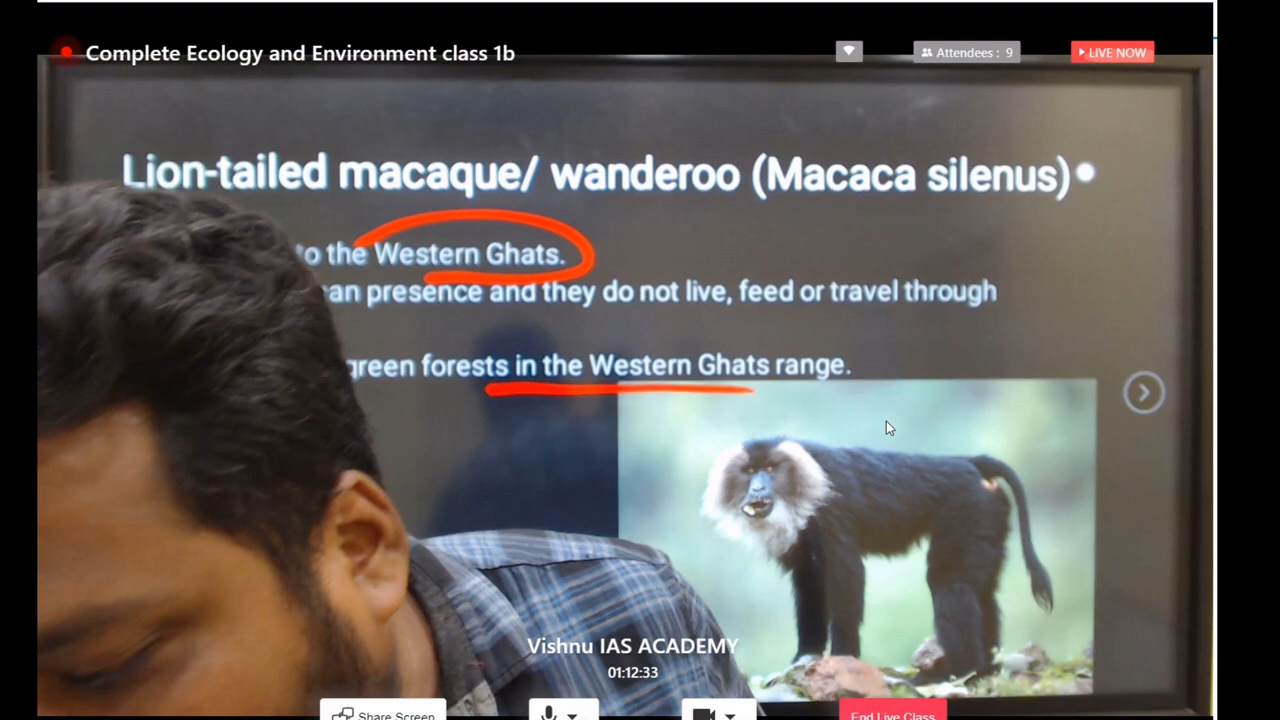 Complete Ecology and Environment class 1b
Attendees : 9
LIVE NOW
Lion-tailed macaque/ wanderoo (Macaca silenus)
to the Western Ghats.
presence and they do not live, feed or travel through
forests in the Western Ghats range.
Vishnu IAS ACADEMY
01:12:33
Share Screen
End Live Class